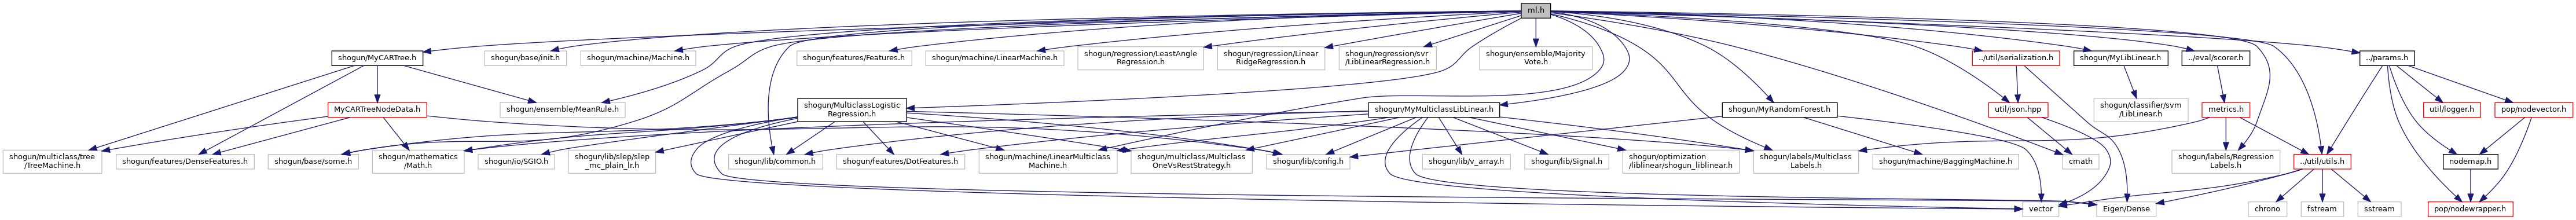 ml.h
shogun/MyCARTree.h
shogun/base/init.h
shogun/machine/Machine.h
shogun/features/Features.h
shogun/machine/LinearMachine.h
shogun/regression/LeastAngle
Regression.h
shogun/regression/Linear
RidgeRegression.h
shogun/regression/svr
/LibLinearRegression.h
shogun/ensemble/Majority
Vote.h
../util/serialization.h
shogun/MyLibLinear.h
../eval/scorer.h
../params.h
MyCARTreeNodeData.h
shogun/ensemble/MeanRule.h
shogun/MulticlassLogistic
Regression.h
shogun/MyMulticlassLibLinear.h
shogun/MyRandomForest.h
util/json.hpp
shogun/classifier/svm
/LibLinear.h
metrics.h
util/logger.h
pop/nodevector.h
shogun/multiclass/tree
/TreeMachine.h
shogun/features/DenseFeatures.h
shogun/base/some.h
shogun/mathematics
/Math.h
shogun/io/SGIO.h
shogun/lib/slep/slep
_mc_plain_lr.h
shogun/lib/common.h
shogun/features/DotFeatures.h
shogun/machine/LinearMulticlass
Machine.h
shogun/multiclass/Multiclass
OneVsRestStrategy.h
shogun/lib/config.h
shogun/lib/v_array.h
shogun/lib/Signal.h
shogun/optimization
/liblinear/shogun_liblinear.h
shogun/labels/Multiclass
Labels.h
shogun/machine/BaggingMachine.h
cmath
shogun/labels/Regression
Labels.h
../util/utils.h
nodemap.h
vector
Eigen/Dense
chrono
fstream
sstream
pop/nodewrapper.h